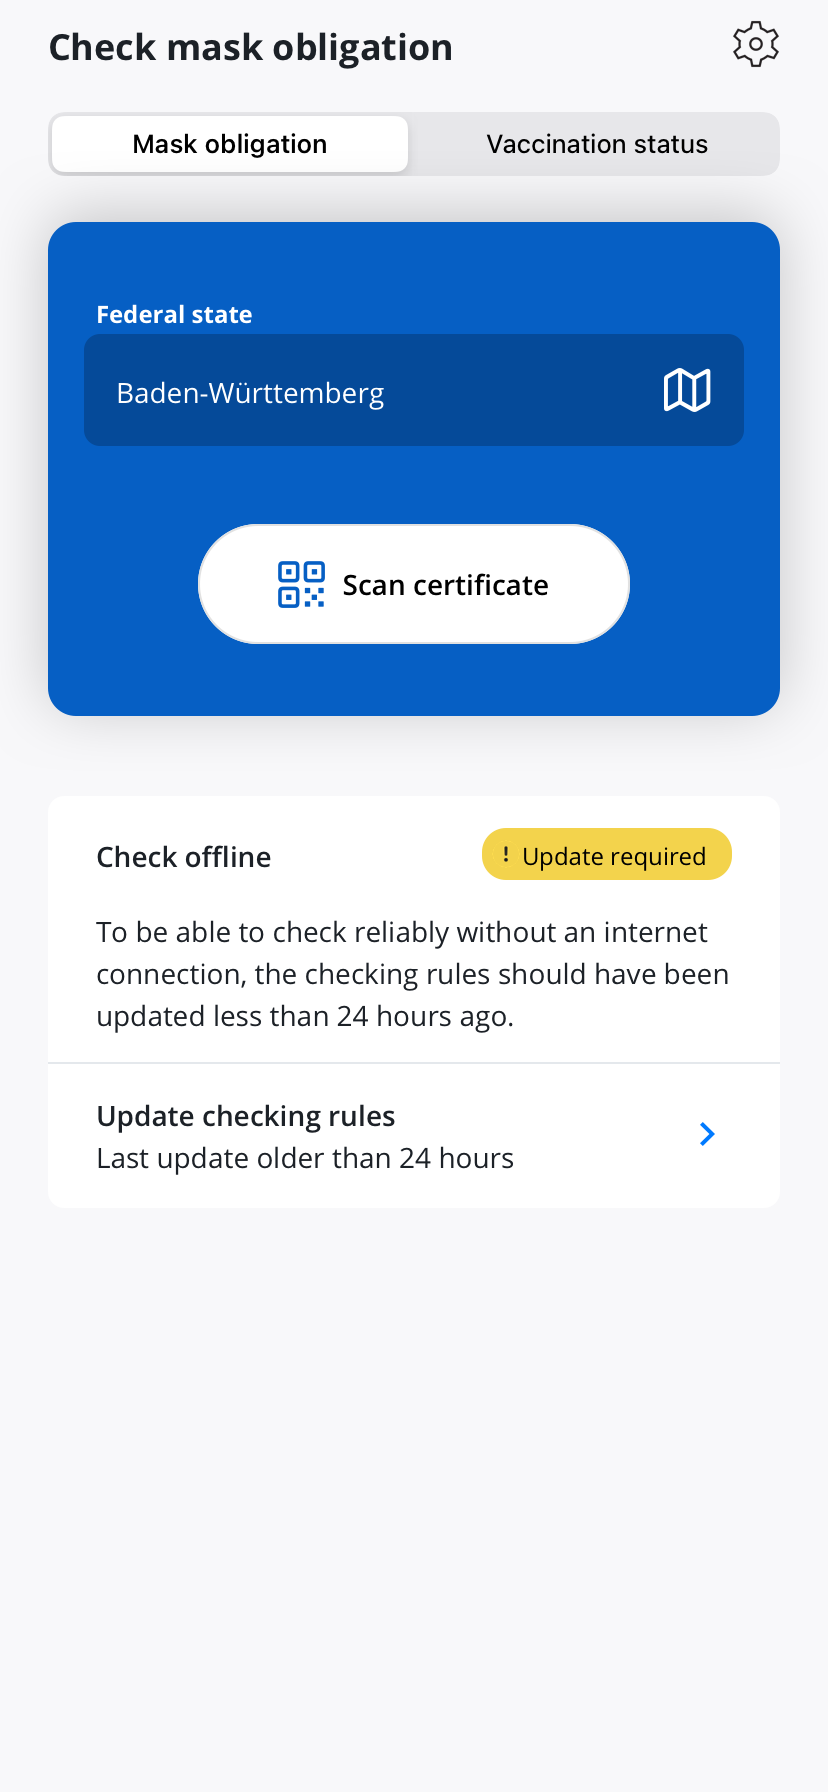 Check mask obligation
Mask obligation
Vaccination status
Federal state
Baden-Württemberg
Scan certificate
Check offline
! Update required
To be able to check reliably without an internet
connection, the checking rules should have been
updated less than 24 hours ago.
Update checking rules
Last update older than 24 hours